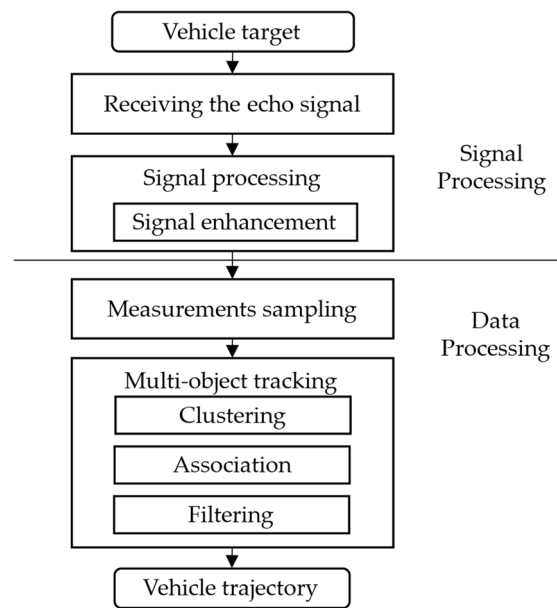 Vehicle target
Receiving the echo signal
Signal processing
Signal enhancement
Signal
Processing
Measurements sampling
Data
Processing
Multi-object tracking
Clustering
Association
Filtering
Vehicle trajectory